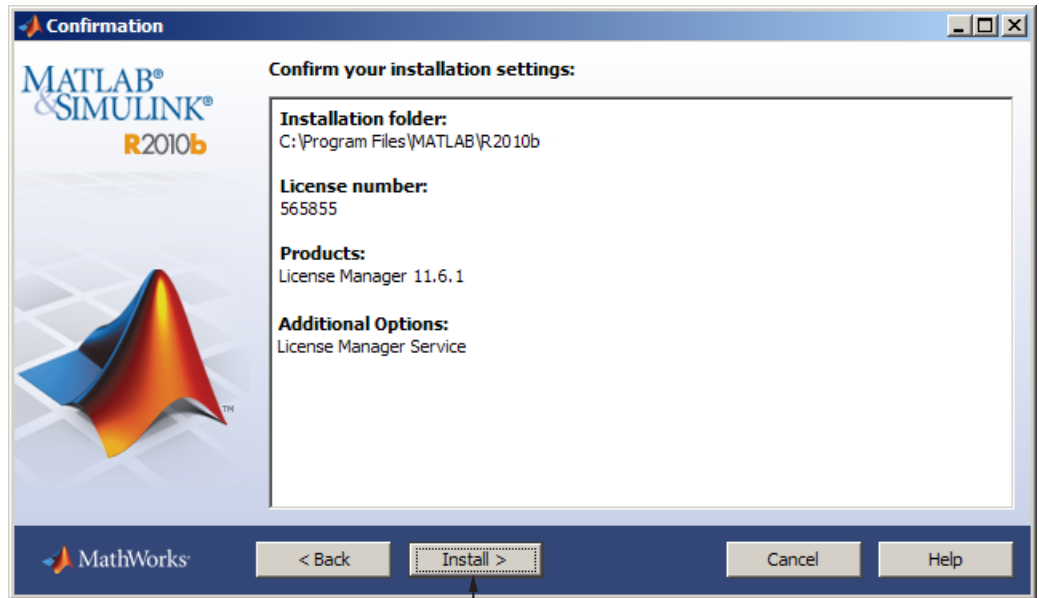 Confirmation
MATLAB®
&SIMULINK®
R2010b
TM
Confirm your installation settings:
Installation folder:
C:\Program Files\MATLAB\R2010b
License number:
565855
Products:
License Manager 11.6.1
Additional Options:
License Manager Service
MathWorks
< Back
Install >
Cancel
Help